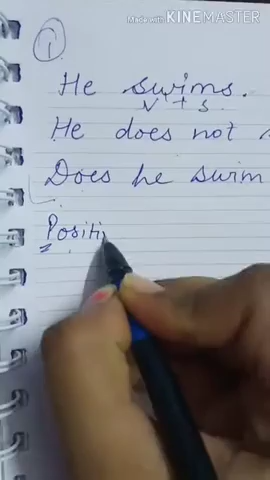 Made with KINEMASTER
①
He swims.
V + S
He does not
Does he swim
Positi